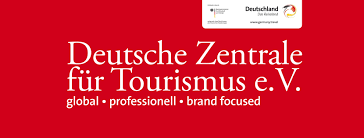 Deutschland
Deutsche Zentrale
für Tourismus e.V.
global • professionell • brand focused